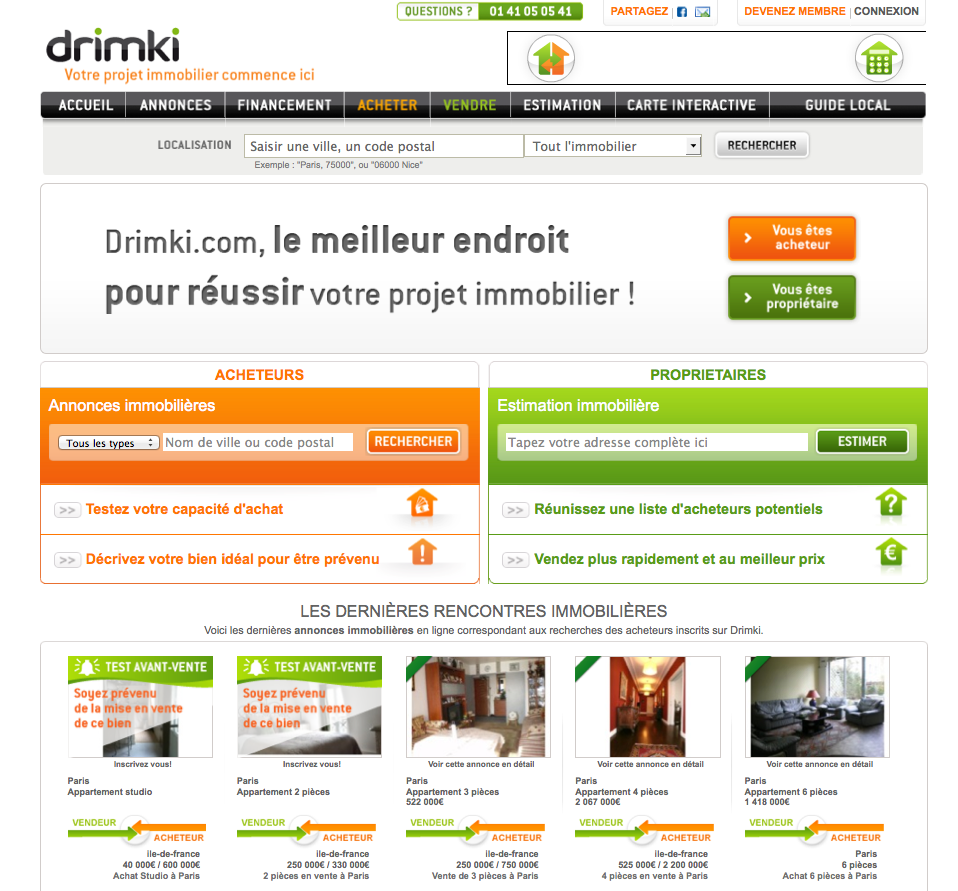 QUESTIONS ? 01 41 05 05 41
PARTAGEZ
DEVENEZ MEMBRE | CONNEXION
drimki
Votre projet immobilier commence ici
ACCUEIL ANNONCES FINANCEMENT ACHETER VENDRE ESTIMATION CARTE INTERACTIVE GUIDE LOCAL
LOCALISATION Saisir une ville, un code postal Tout l'immobilier RECHERCHER
Exemple : "Paris, 75000", ou "06000 Nice"
Drimki.com, le meilleur endroit
pour réussir votre projet immobilier !
> Vous êtes
acheteur
> Vous êtes
propriétaire
ACHETEURS
Annonces immobilières
Tous les types Nom de ville ou code postal RECHERCHER
>> Testez votre capacité d'achat
>> Décrivez votre bien idéal pour être prévenu
!
PROPRIETAIRES
Estimation immobilière
Tapez votre adresse complète ici ESTIMER
>> Réunissez une liste d'acheteurs potentiels
?
>> Vendez plus rapidement et au meilleur prix
€
LES DERNIÈRES RENCONTRES IMMOBILIÈRES
Voici les dernières annonces immobilières en ligne correspondant aux recherches des acheteurs inscrits sur Drimki.
TEST AVANT-VENTE
Soyez prévenu
de la mise en vente
de ce bien
Inscrivez vous!
Paris
Appartement studio
VENDEUR
ACHETEUR
ile-de-france
40 000€ / 600 000€
Achat Studio à Paris
TEST AVANT-VENTE
Soyez prévenu
de la mise en vente
de ce bien
Inscrivez vous!
Paris
Appartement 2 pièces
VENDEUR
ACHETEUR
ile-de-france
250 000€ / 330 000€
2 pièces en vente à Paris
Voir cette annonce en détail
Paris
Appartement 3 pièces
522 000€
VENDEUR
ACHETEUR
ile-de-france
250 000€ / 750 000€
Vente de 3 pièces à Paris
Voir cette annonce en détail
Paris
Appartement 4 pièces
2 067 000€
VENDEUR
ACHETEUR
ile-de-france
525 000€ / 2 200 000€
4 pièces en vente à Paris
Voir cette annonce en détail
Paris
Appartement 6 pièces
1 418 000€
VENDEUR
ACHETEUR
Paris
6 pièces
Achat 6 pièces à Paris